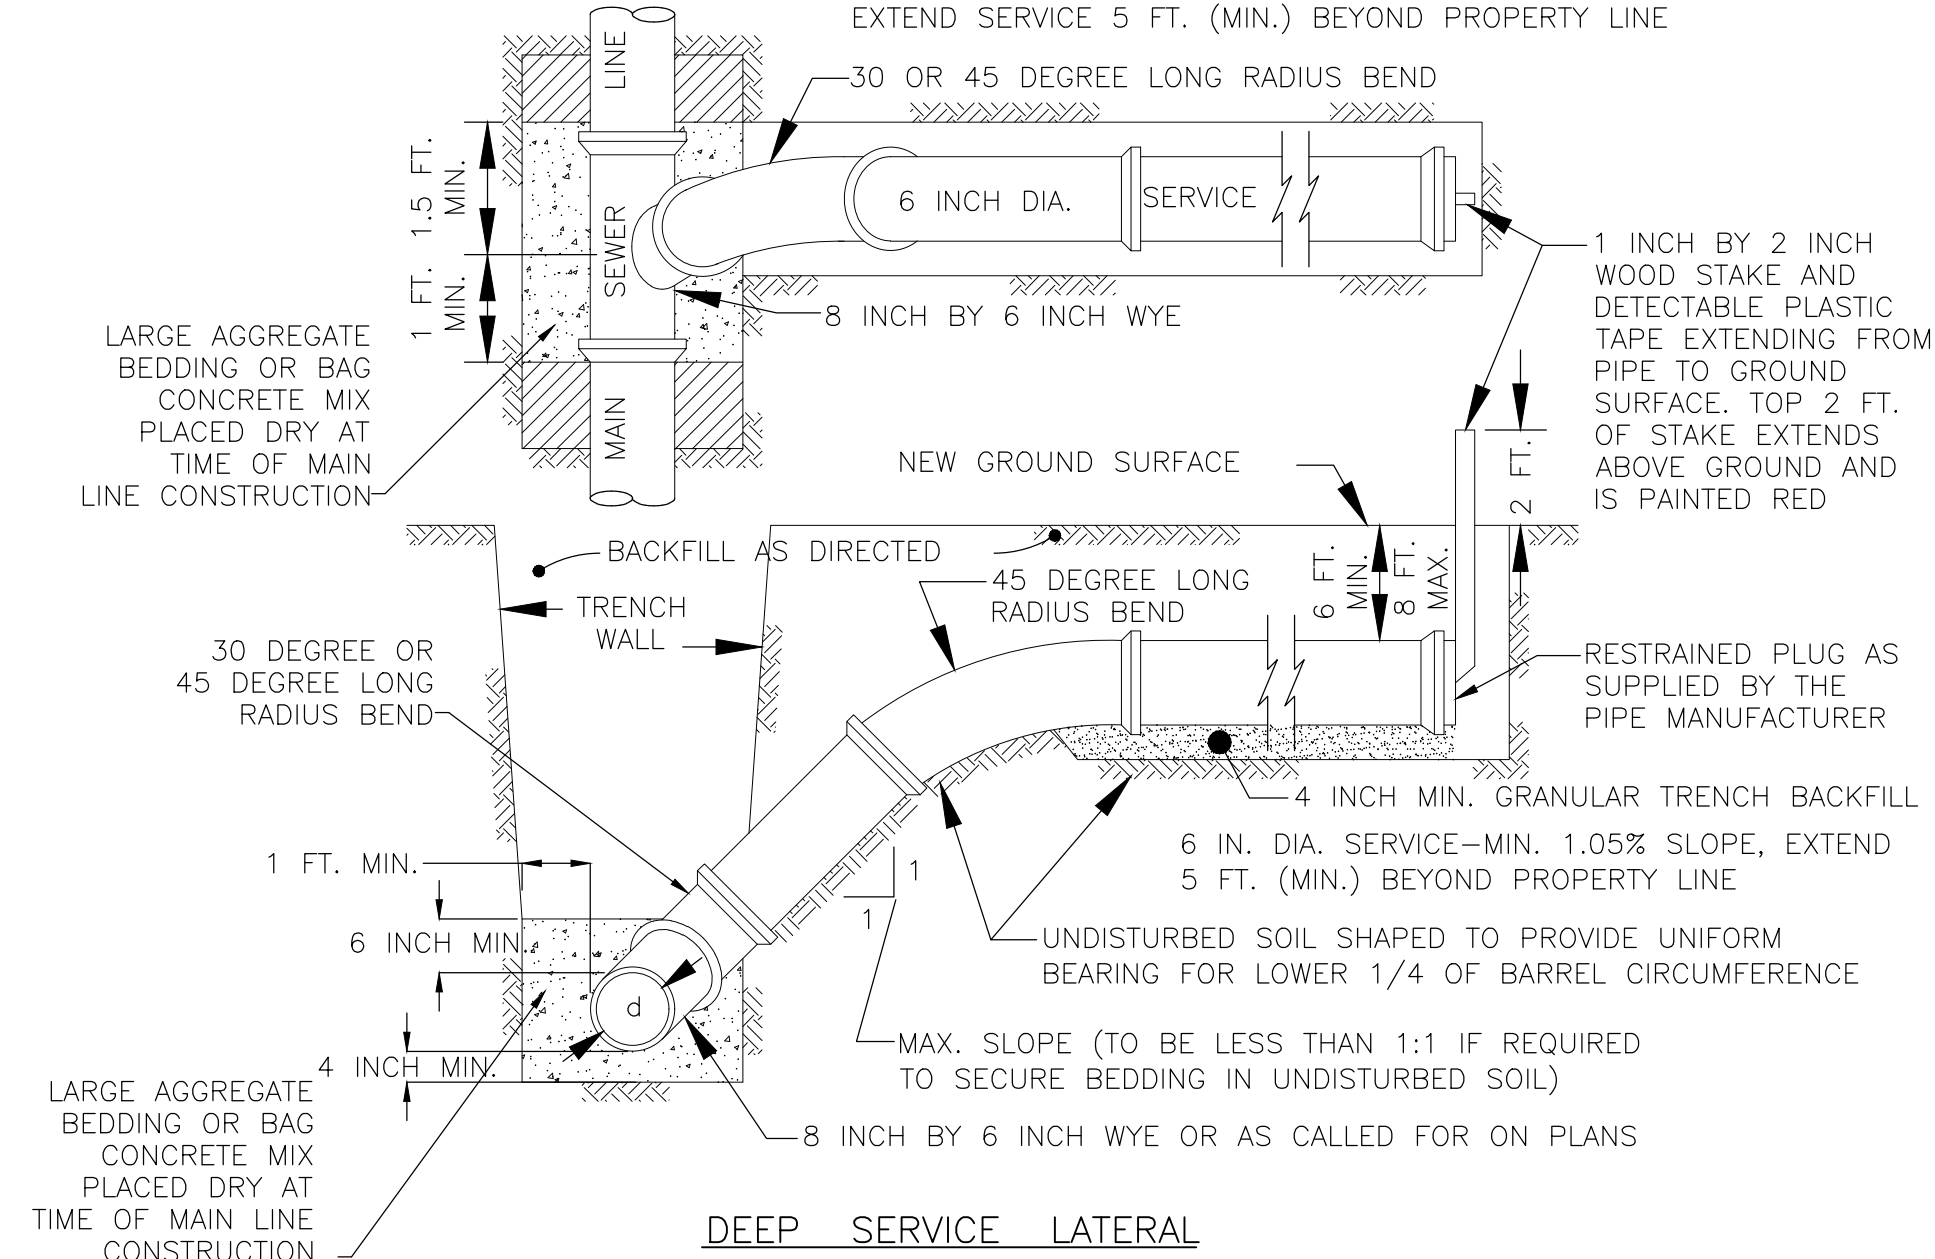 EXTEND SERVICE 5 FT. (MIN.) BEYOND PROPERTY LINE
30 OR 45 DEGREE LONG RADIUS BEND
LINE
SEWER
MAIN
1.5 FT.
MIN.
1 FT.
MIN.
6 INCH DIA.
SERVICE
8 INCH BY 6 INCH WYE
1 INCH BY 2 INCH
WOOD STAKE AND
DETECTABLE PLASTIC
TAPE EXTENDING FROM
PIPE TO GROUND
SURFACE. TOP 2 FT.
OF STAKE EXTENDS
ABOVE GROUND AND
IS PAINTED RED
LARGE AGGREGATE
BEDDING OR BAG
CONCRETE MIX
PLACED DRY AT
TIME OF MAIN
LINE CONSTRUCTION
NEW GROUND SURFACE
2 FT.
BACKFILL AS DIRECTED
TRENCH
WALL
45 DEGREE LONG
RADIUS BEND
6 FT.
MIN.
8 FT.
MAX.
30 DEGREE OR
45 DEGREE LONG
RADIUS BEND
RESTRAINED PLUG AS
SUPPLIED BY THE
PIPE MANUFACTURER
4 INCH MIN. GRANULAR TRENCH BACKFILL
6 IN. DIA. SERVICE–MIN. 1.05% SLOPE, EXTEND
5 FT. (MIN.) BEYOND PROPERTY LINE
1 FT. MIN.
1
1
6 INCH MIN.
UNDISTURBED SOIL SHAPED TO PROVIDE UNIFORM
BEARING FOR LOWER 1/4 OF BARREL CIRCUMFERENCE
d
4 INCH MIN.
MAX. SLOPE (TO BE LESS THAN 1:1 IF REQUIRED
TO SECURE BEDDING IN UNDISTURBED SOIL)
LARGE AGGREGATE
BEDDING OR BAG
CONCRETE MIX
PLACED DRY AT
TIME OF MAIN LINE
CONSTRUCTION
8 INCH BY 6 INCH WYE OR AS CALLED FOR ON PLANS
DEEP SERVICE LATERAL